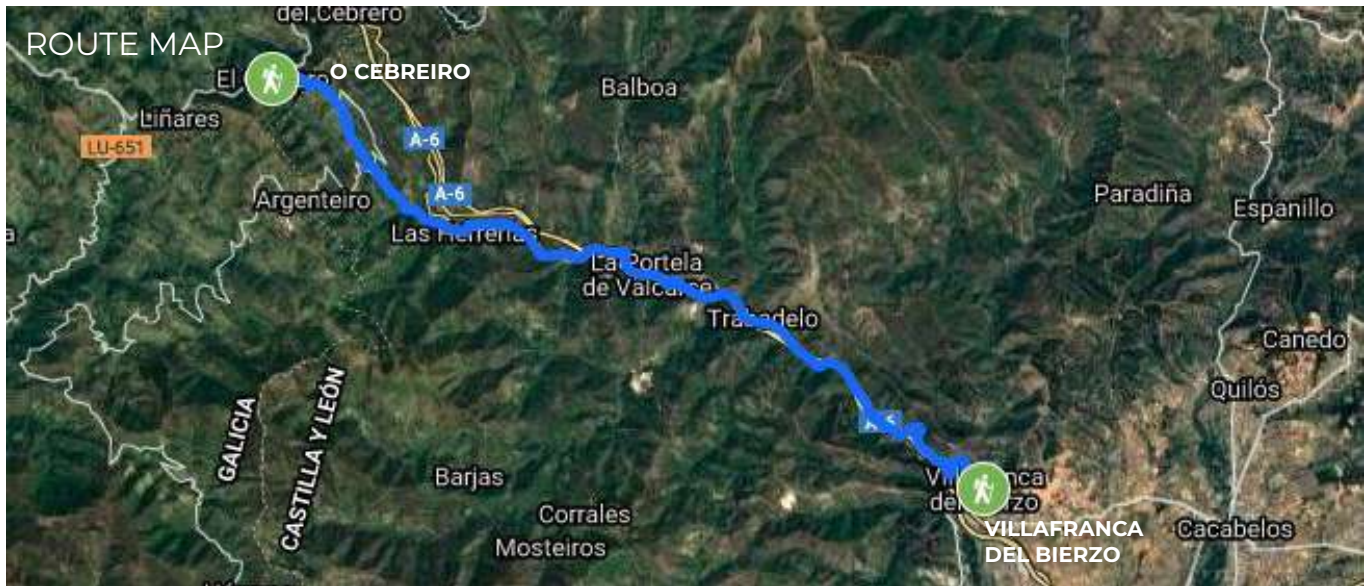 del Cebrero
ROUTE MAP
El
O CEBREIRO
Balboa
Liñares
LU-651
A-6
A-6
Argenteiro
Paradiña
Espanillo
Las Herrerías
La Portela
de Valcarce
Trabadelo
Canedo
Quilós
GALICIA
CASTILLA Y LEÓN
Barjas
Corrales
Mosteiros
Cacabelos
VILLAFRANCA
DEL BIERZO